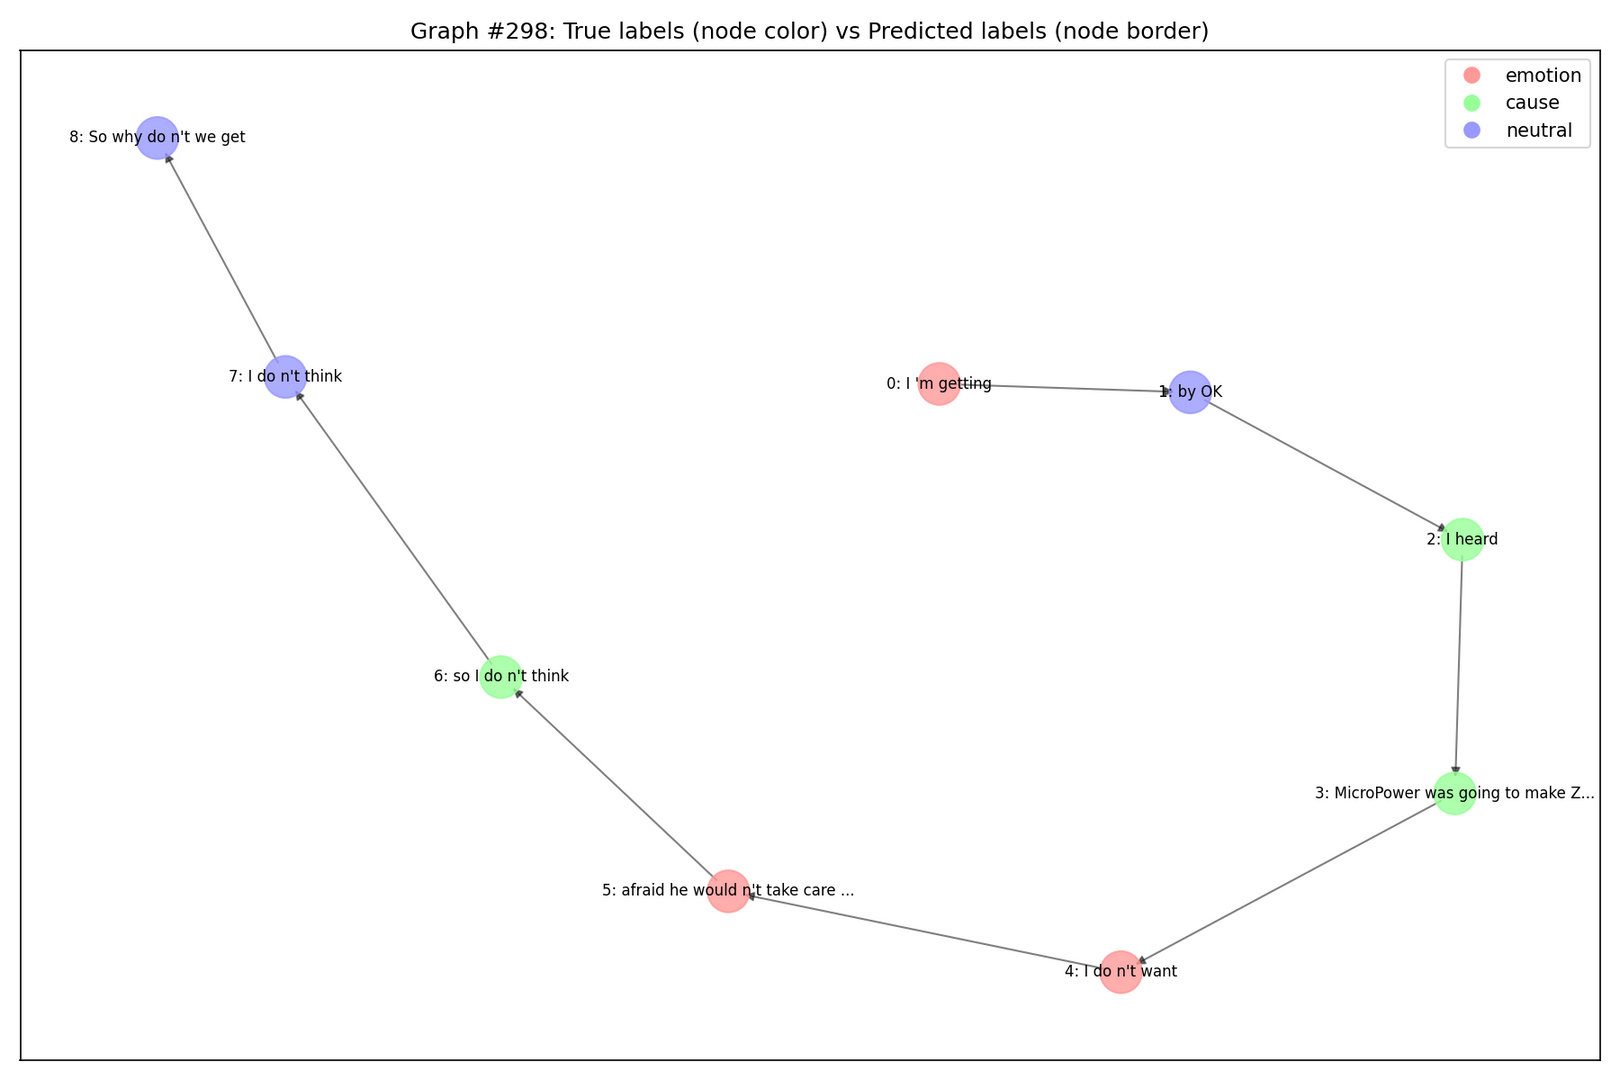 Graph #298: True labels (node color) vs Predicted labels (node border)
emotion
cause
neutral
8: So why do n't we get
7: I do n't think
0: I 'm getting
1: by OK
2: I heard
6: so I do n't think
3: MicroPower was going to make Z...
5: afraid he would n't take care ...
4: I do n't want